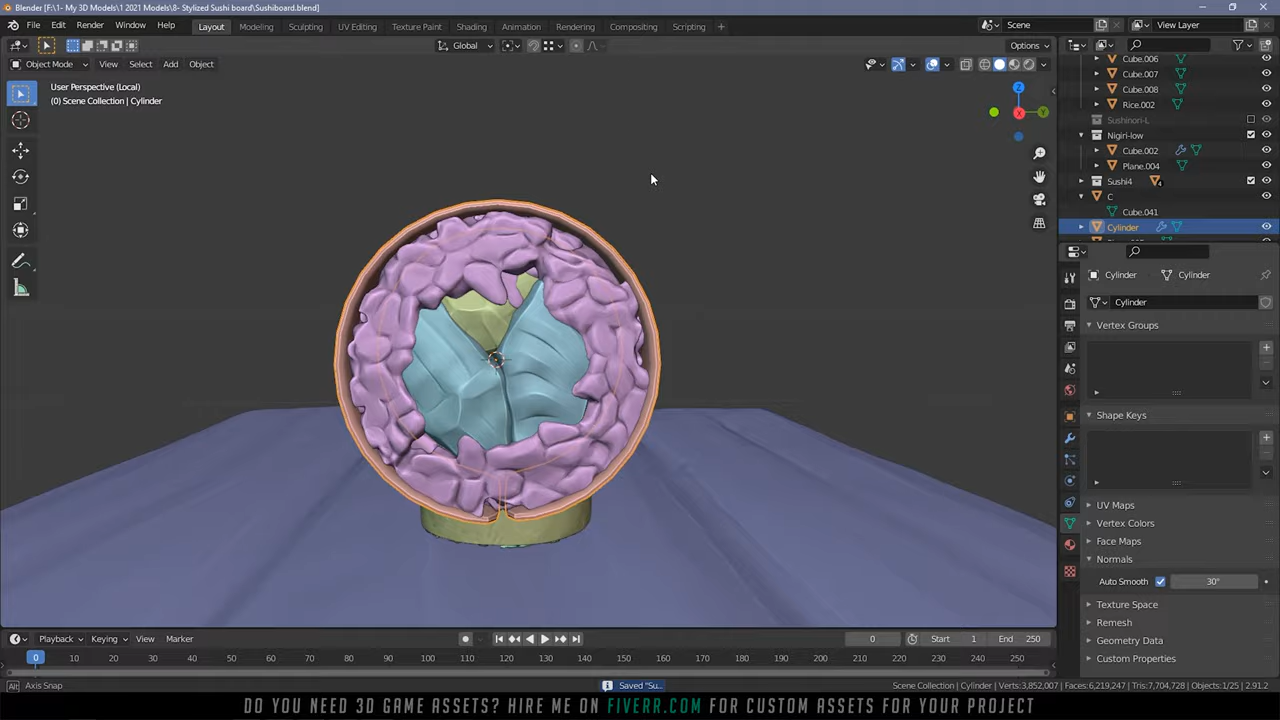 Blender [F:\1- My 3D Models\1 2021 Models\8- Stylized Sushi board\Sushiboard.blend]
File Edit Render Window Help Layout Modeling Sculpting UV Editing Texture Paint Shading Animation Rendering Compositing Scripting + Scene View Layer
Global Options
Object Mode View Select Add Object
User Perspective (Local)
(0) Scene Collection | Cylinder
Z
Y
X
Cube.006
Cube.007
Cube.008
Rice.002
Sushinori-L
Nigiri-low
Cube.002
Plane.004
Sushi4
C
Cube.041
Cylinder
Cylinder Cylinder
Cylinder
Vertex Groups
Shape Keys
UV Maps
Vertex Colors
Face Maps
Normals
Auto Smooth 30°
Texture Space
Remesh
Geometry Data
Custom Properties
Playback Keying View Marker 0 Start 1 End 250
0 10 20 30 40 50 60 70 80 90 100 110 120 130 140 150 160 170 180 190 200 210 220 230 240 250
Alt Axis Snap Saved "Su... Scene Collection | Cylinder | Verts:3,852,007 | Faces:6,219,247 | Tris:7,704,728 | Objects:1/25 | 2.91.2
DO YOU NEED 3D GAME ASSETS? HIRE ME ON FIVERR.COM FOR CUSTOM ASSETS FOR YOUR PROJECT